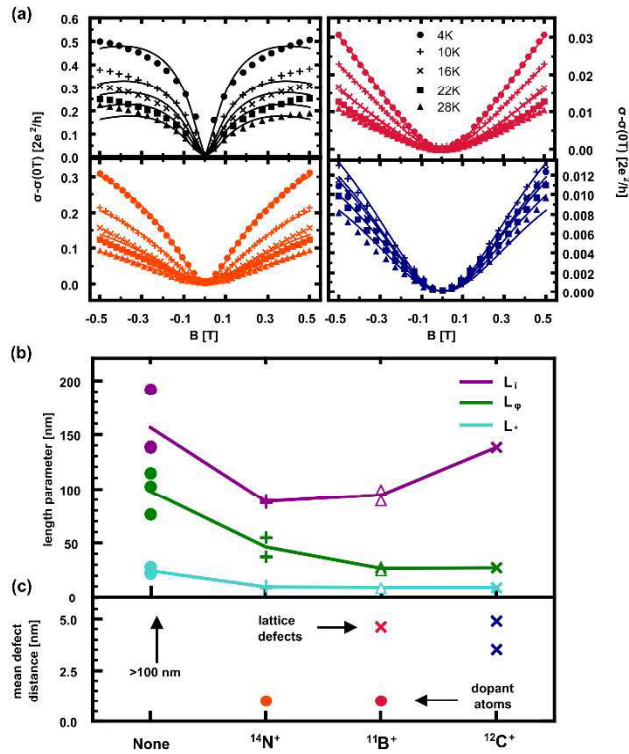 (a)
σ-σ(0T) [2e²/h]
0.6
0.5
0.4
0.3
0.2
0.1
0.0
4K
10K
16K
22K
28K
0.03
0.02
0.01
0.00
σ-σ(0T) [2e²/h]
0.3
0.2
0.1
0.0
0.012
0.010
0.008
0.006
0.004
0.002
0.000
-0.5 -0.3 -0.1 0.1 0.3 0.5
-0.5 -0.3 -0.1 0.1 0.3 0.5
B [T]
B [T]
(b)
length parameter [nm]
200
150
100
50
0
Lᵢ
Lφ
L*
(c)
mean defect
distance [nm]
5.0
2.5
0.0
>100 nm
lattice
defects
dopant
atoms
None
¹⁴N⁺
¹¹B⁺
¹²C⁺